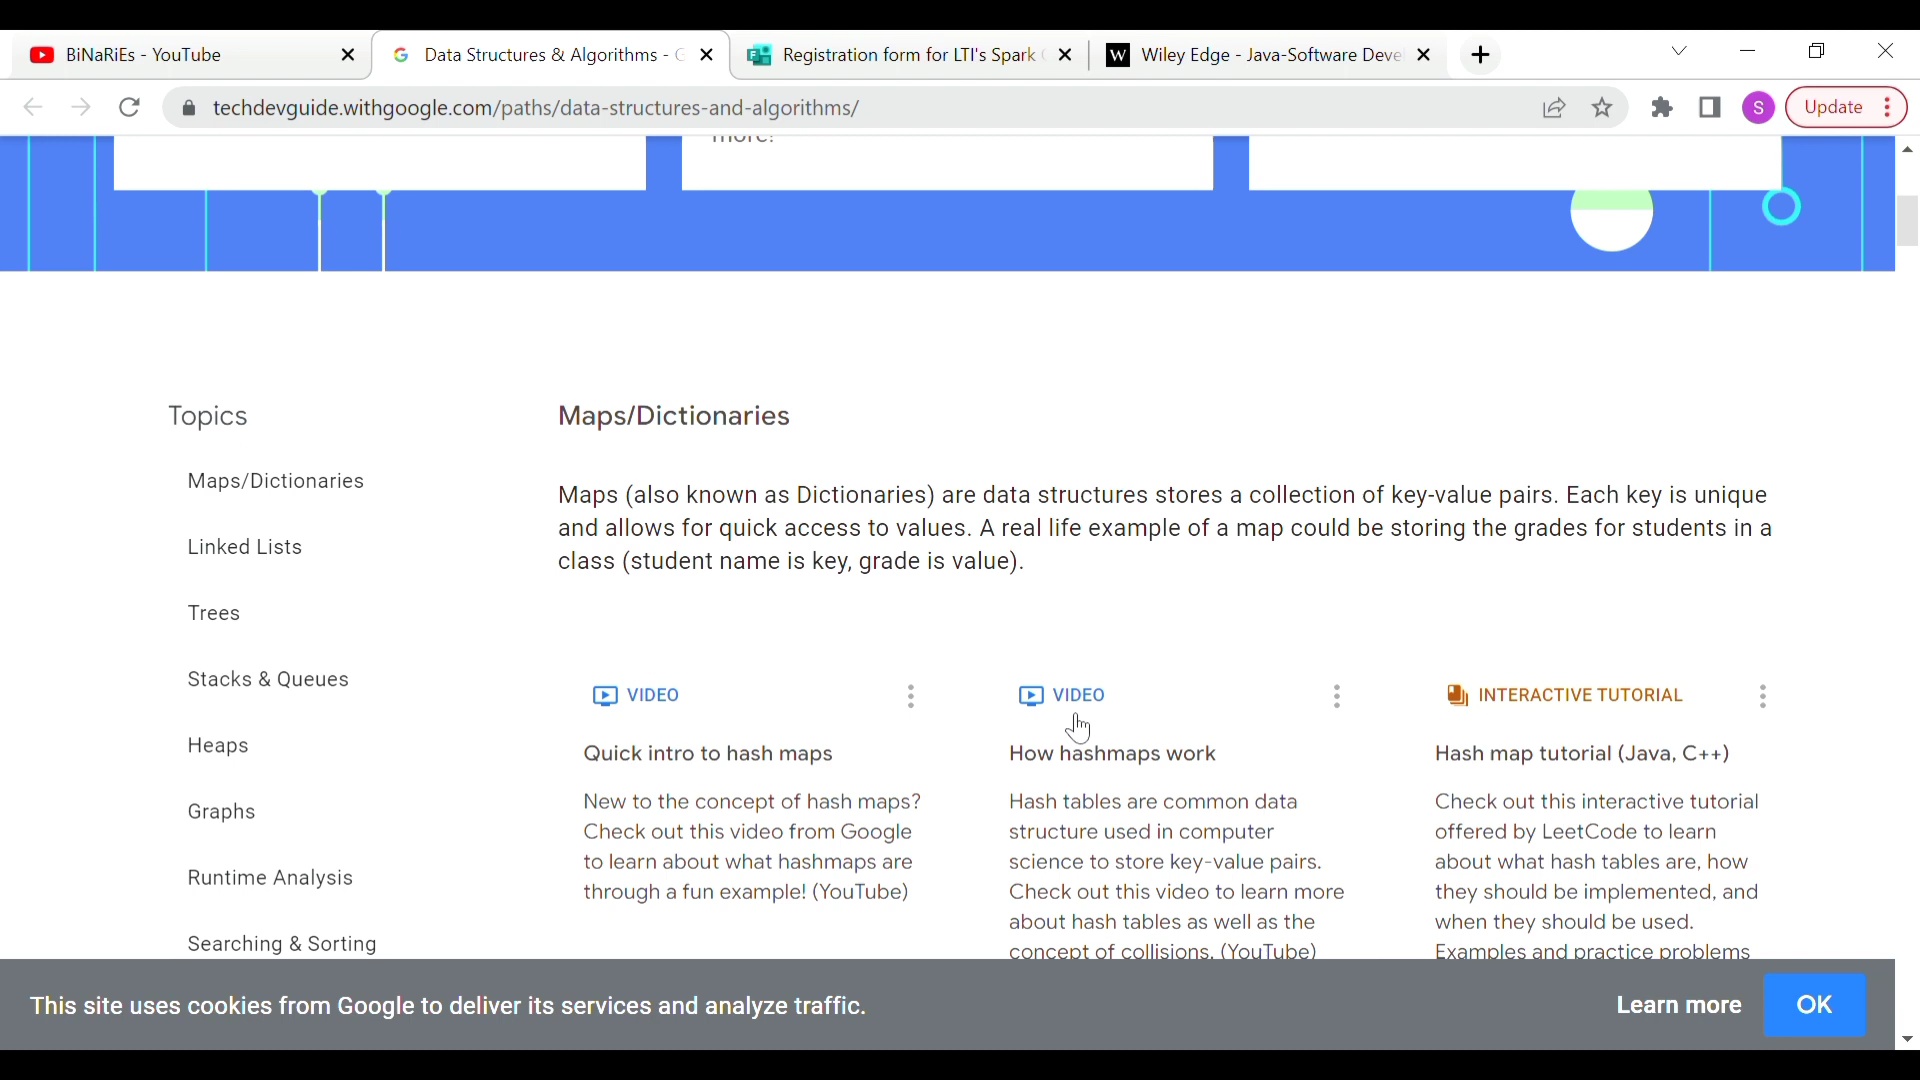 BiNaRiEs - YouTube
Data Structures & Algorithms -
Registration form for LTI's Spark
W Wiley Edge - Java-Software Deve
techdevguide.withgoogle.com/paths/data-structures-and-algorithms/
S
Update
more!
Topics
Maps/Dictionaries
Linked Lists
Trees
Stacks & Queues
Heaps
Graphs
Runtime Analysis
Searching & Sorting
Maps/Dictionaries
Maps (also known as Dictionaries) are data structures stores a collection of key-value pairs. Each key is unique
and allows for quick access to values. A real life example of a map could be storing the grades for students in a
class (student name is key, grade is value).
VIDEO
Quick intro to hash maps
New to the concept of hash maps?
Check out this video from Google
to learn about what hashmaps are
through a fun example! (YouTube)
VIDEO
How hashmaps work
Hash tables are common data
structure used in computer
science to store key-value pairs.
Check out this video to learn more
about hash tables as well as the
concept of collisions. (YouTube)
INTERACTIVE TUTORIAL
Hash map tutorial (Java, C++)
Check out this interactive tutorial
offered by LeetCode to learn
about what hash tables are, how
they should be implemented, and
when they should be used.
Examples and practice problems
This site uses cookies from Google to deliver its services and analyze traffic.
Learn more
OK